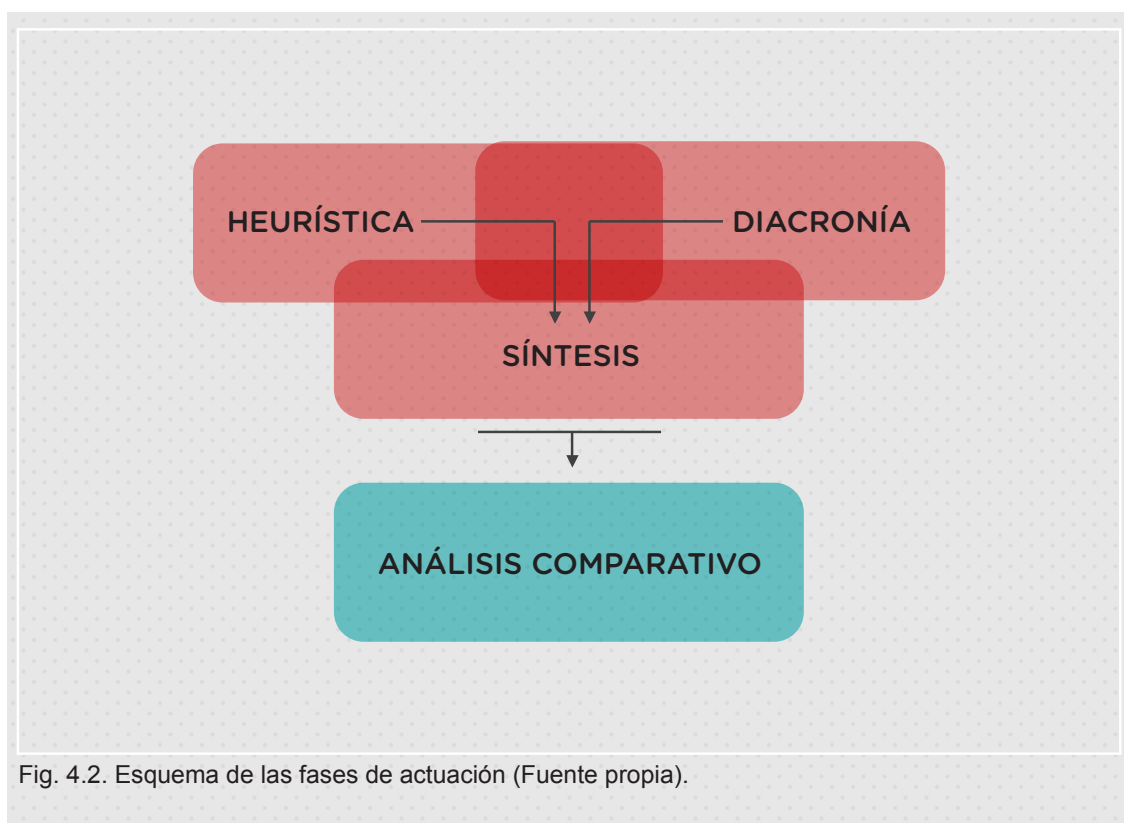 HEURÍSTICA
DIACRONÍA
SÍNTESIS
ANÁLISIS COMPARATIVO
Fig. 4.2. Esquema de las fases de actuación (Fuente propia).